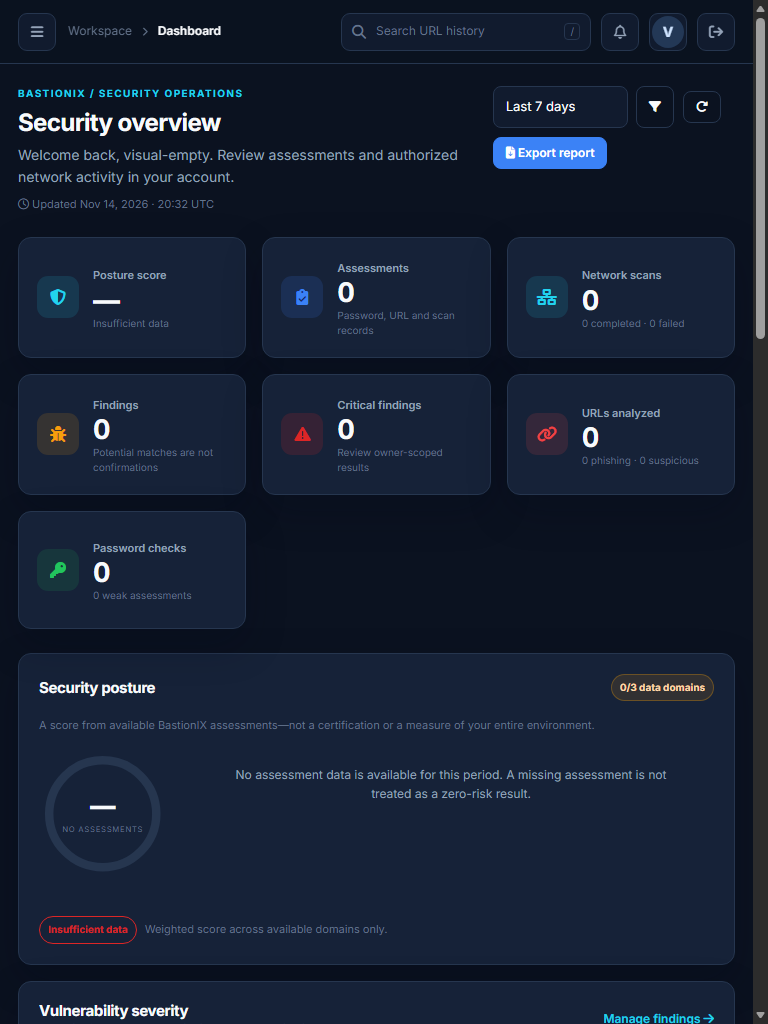 Workspace > Dashboard
Search URL history /
V
BASTIONIX / SECURITY OPERATIONS
Security overview
Welcome back, visual-empty. Review assessments and authorized
network activity in your account.
Updated Nov 14, 2026 · 20:32 UTC
Last 7 days
Export report
Posture score
—
Insufficient data
Assessments
0
Password, URL and scan
records
Network scans
0
0 completed · 0 failed
Findings
0
Potential matches are not
confirmations
Critical findings
0
Review owner-scoped
results
URLs analyzed
0
0 phishing · 0 suspicious
Password checks
0
0 weak assessments
Security posture
0/3 data domains
A score from available BastionIX assessments—not a certification or a measure of your entire environment.
—
NO ASSESSMENTS
No assessment data is available for this period. A missing assessment is not
treated as a zero-risk result.
Insufficient data
Weighted score across available domains only.
Vulnerability severity
Manage findings →